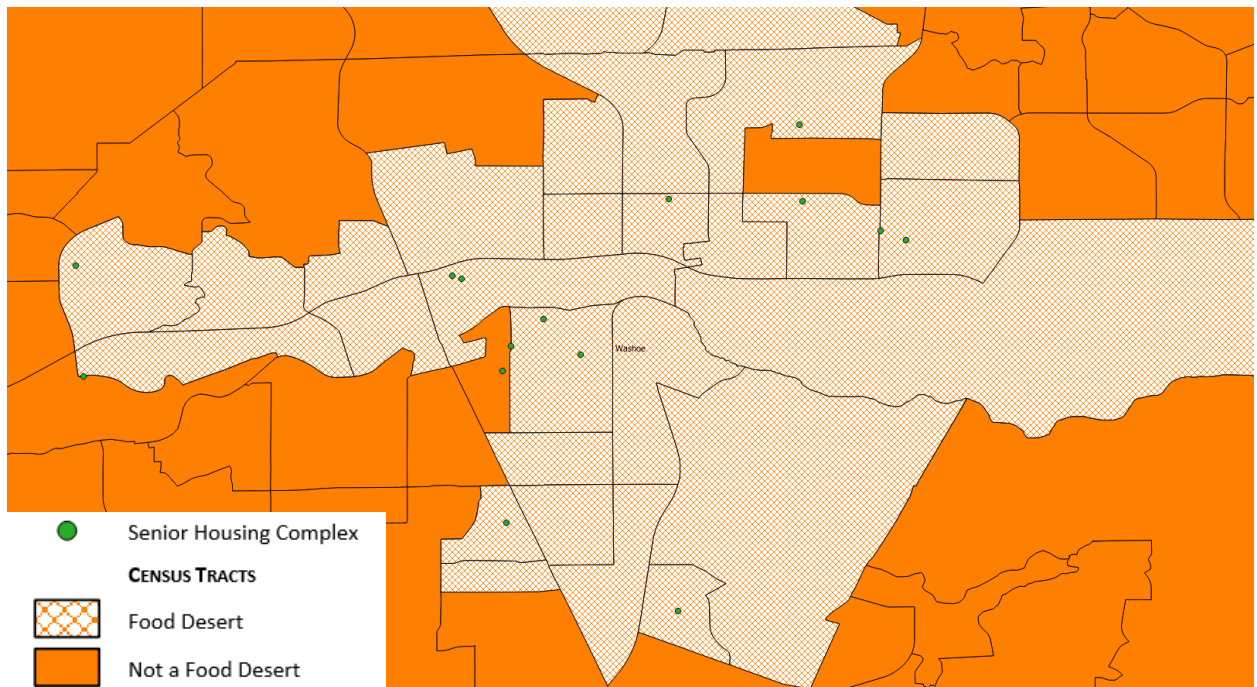 Washoe
Senior Housing Complex
CENSUS TRACTS
Food Desert
Not a Food Desert